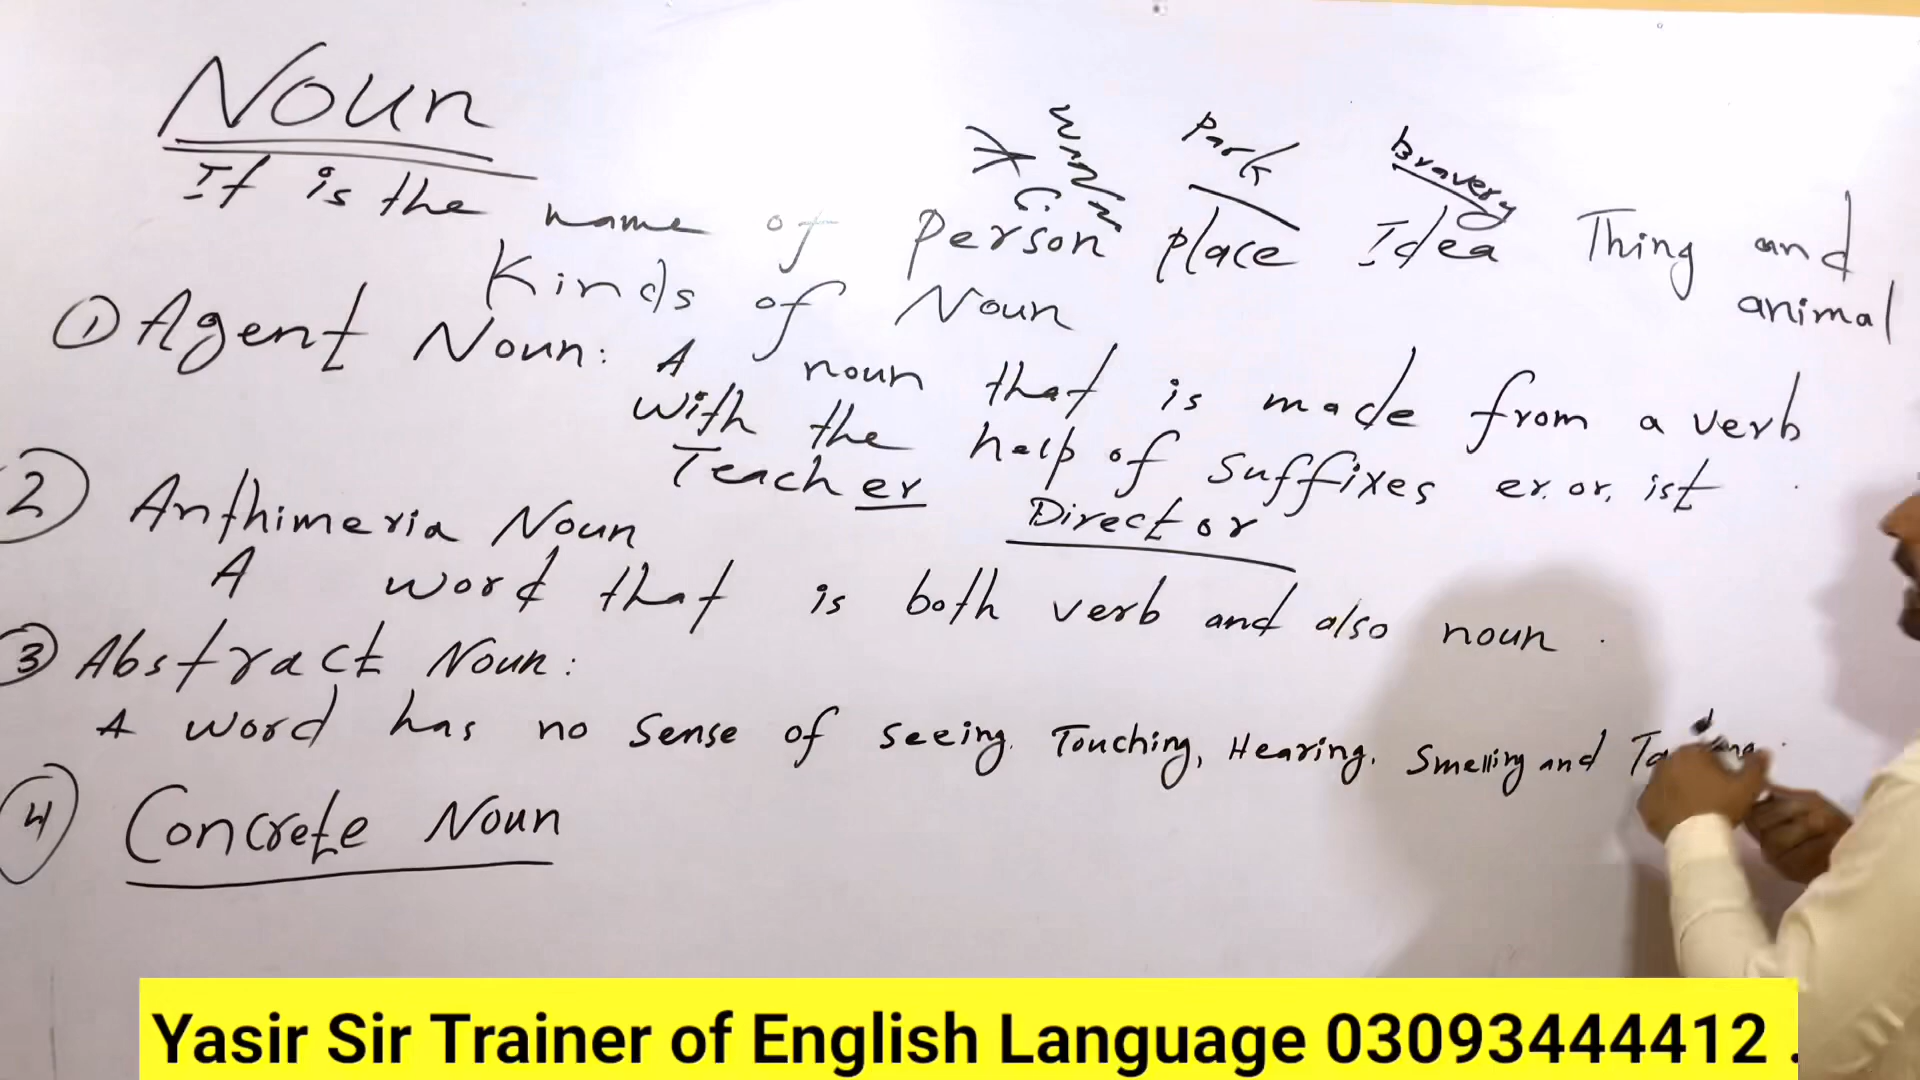 Noun
Park Bravery
It is the name of Person place Idea Thing and animal
Kinds of Noun
① Agent Noun: A noun that is made from a verb
with the help of suffixes er. or. ist
Teacher Director
2 Anthimeria Noun
A word that is both verb and also noun.
3 Abstract Noun:
A word has no sense of seeing. Touching, Hearing. Smelling and
4 Concrete Noun
Yasir Sir Trainer of English Language 03093444412 .